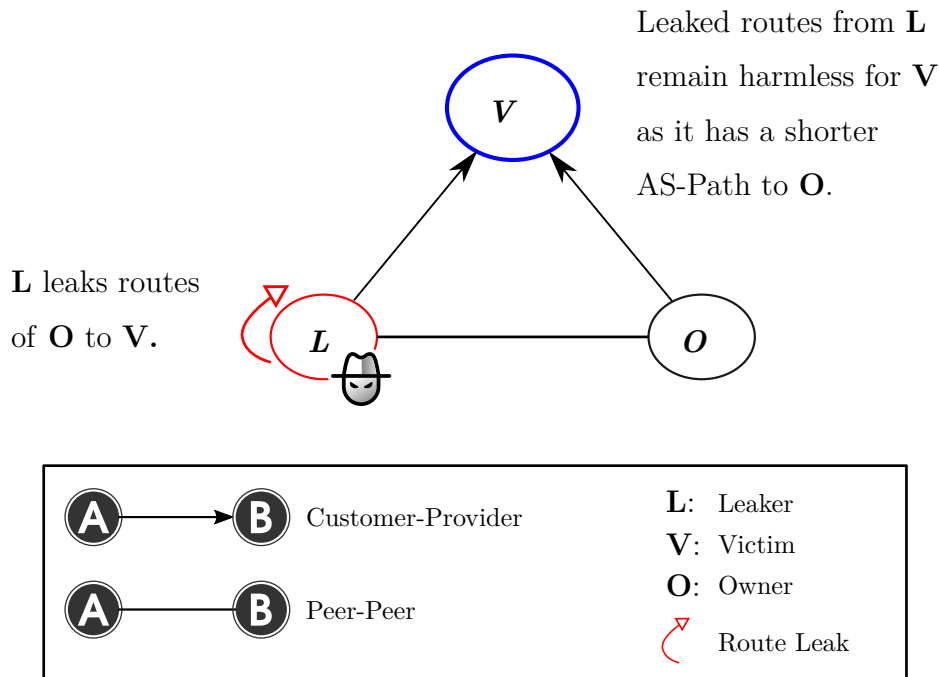 Leaked routes from L
remain harmless for V
as it has a shorter
AS-Path to O.
V
L leaks routes
of O to V.
L
O
A B Customer-Provider
A B Peer-Peer
L: Leaker
V: Victim
O: Owner
Route Leak